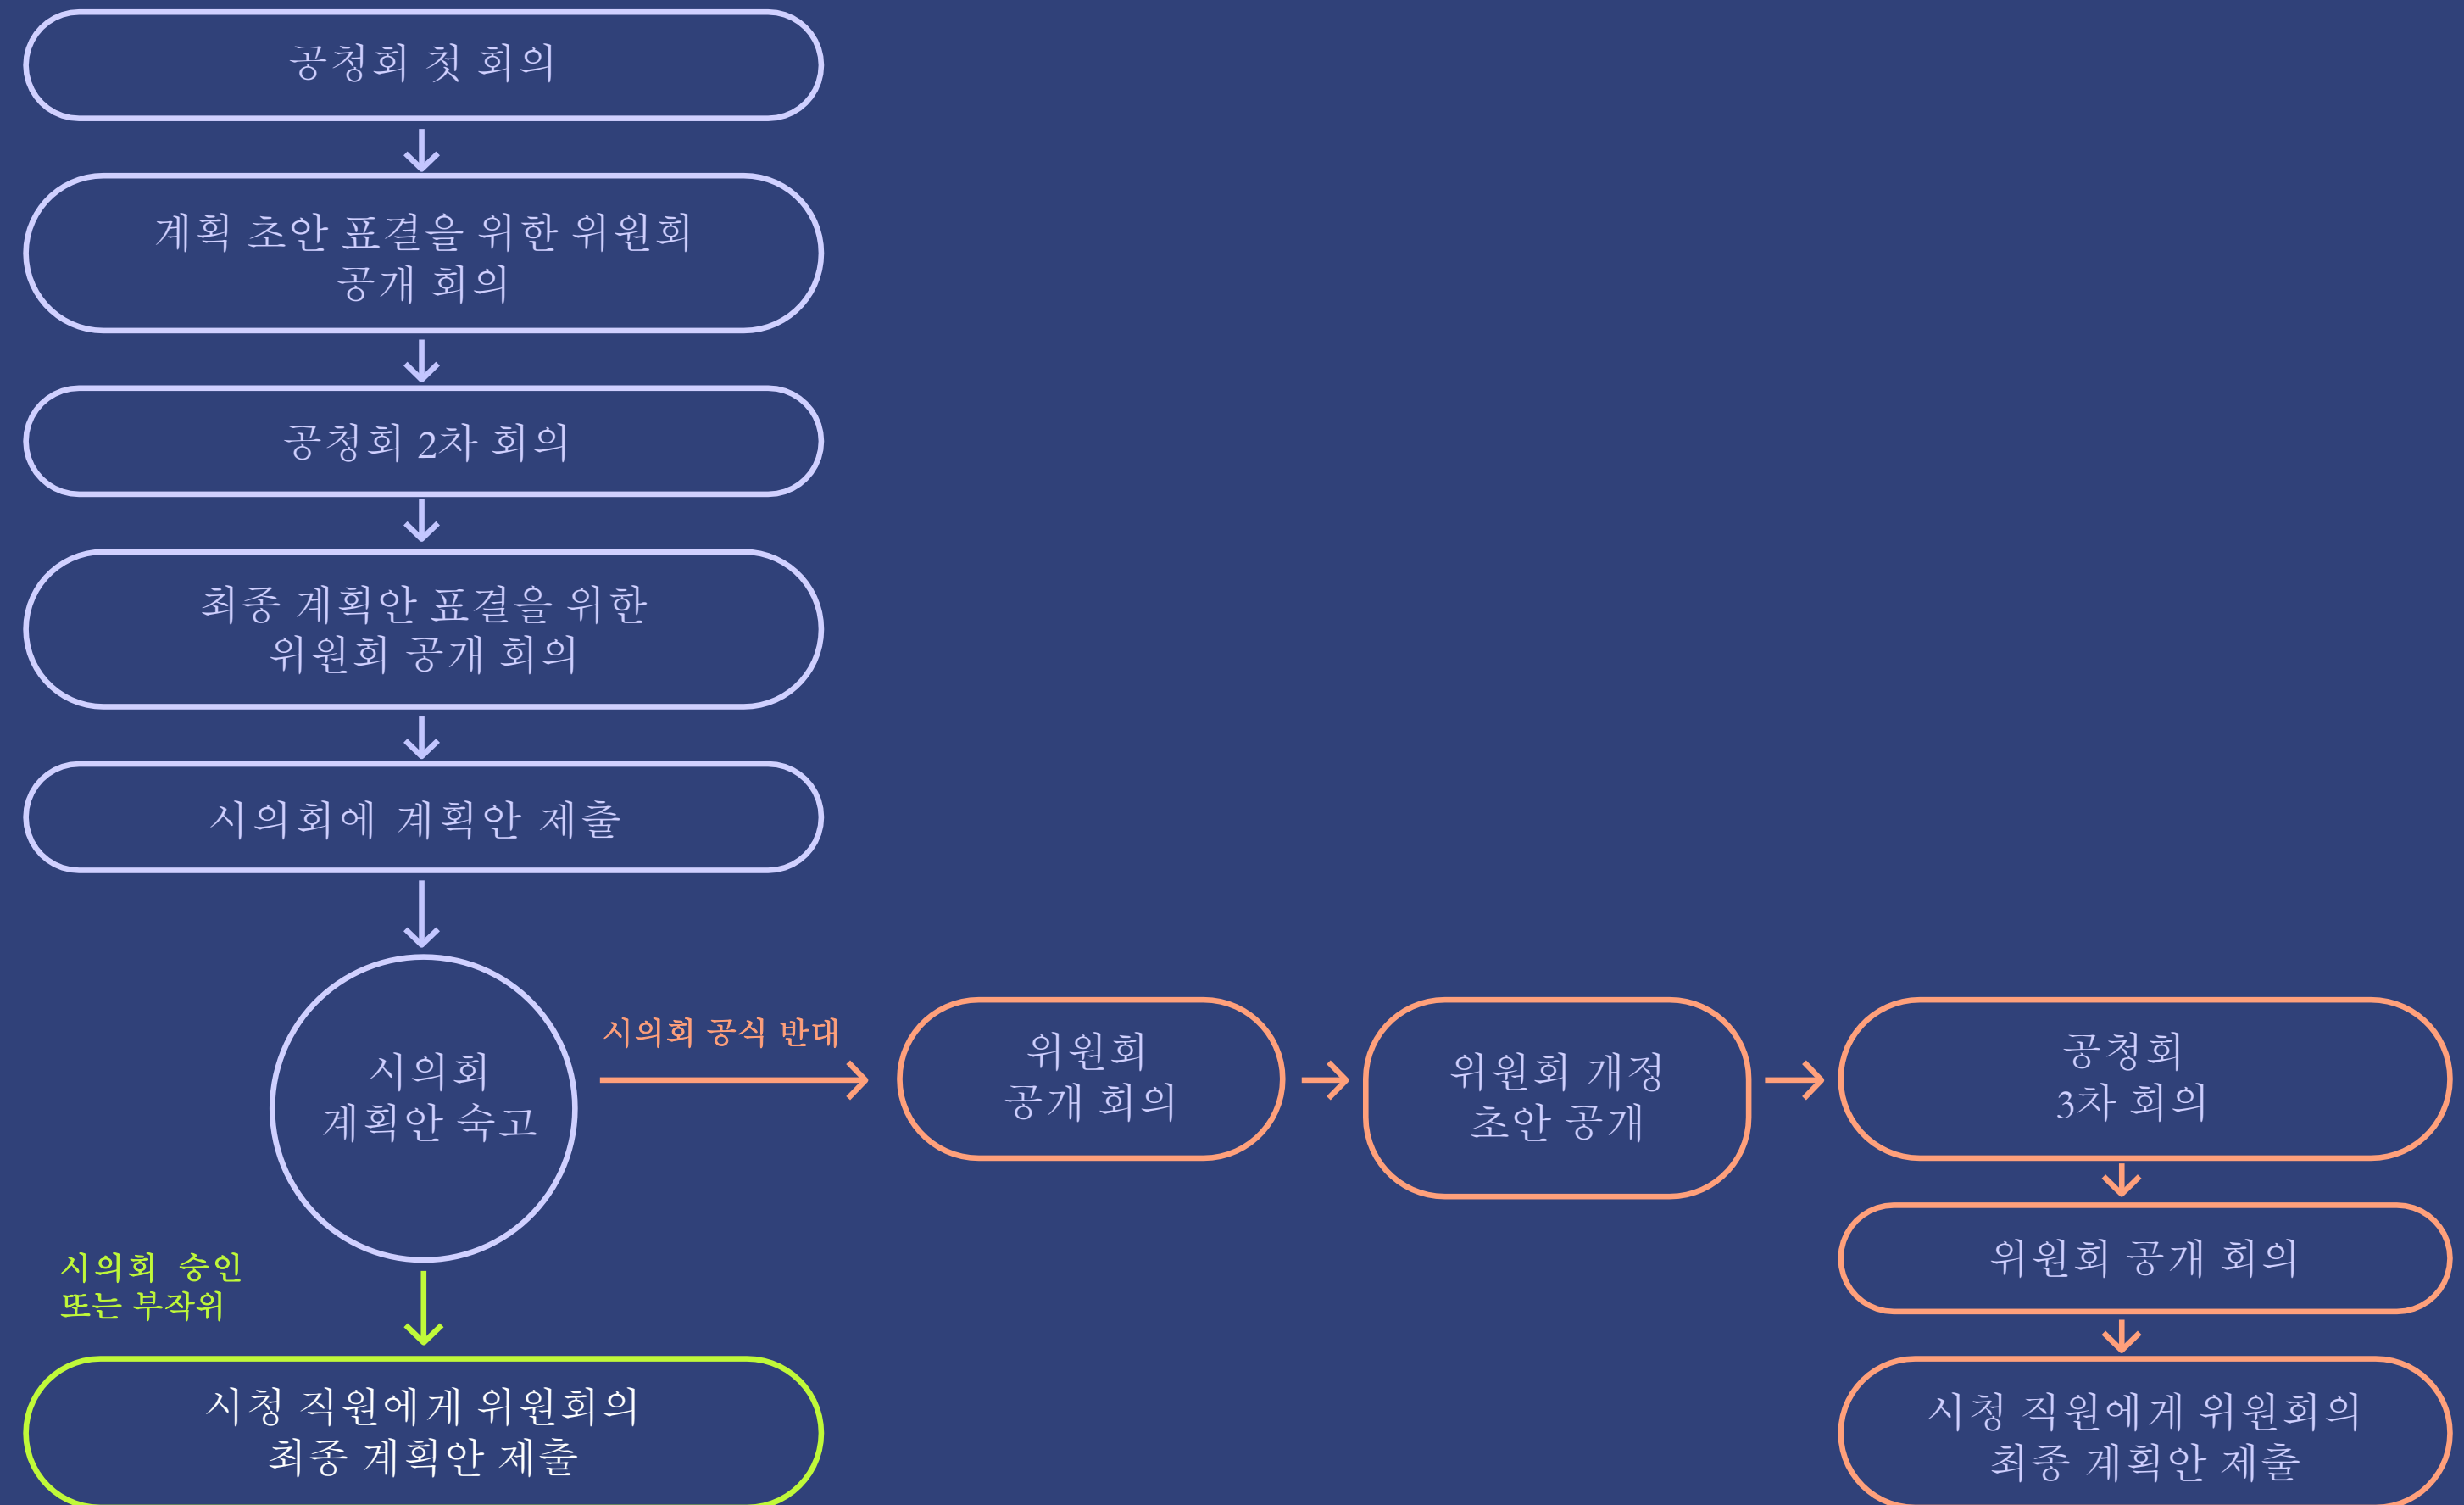 공청회 첫 회의
계획 초안 표결을 위한 위원회
공개 회의
공청회 2차 회의
최종 계획안 표결을 위한
위원회 공개 회의
시의회에 계획안 제출
시의회
계획안 숙고
시의회 공식 반대
위원회
공개 회의
위원회 개정
초안 공개
공청회
3차 회의
위원회 공개 회의
시청 직원에게 위원회의
최종 계획안 제출
시의회 승인
또는 부작위
시청 직원에게 위원회의
최종 계획안 제출